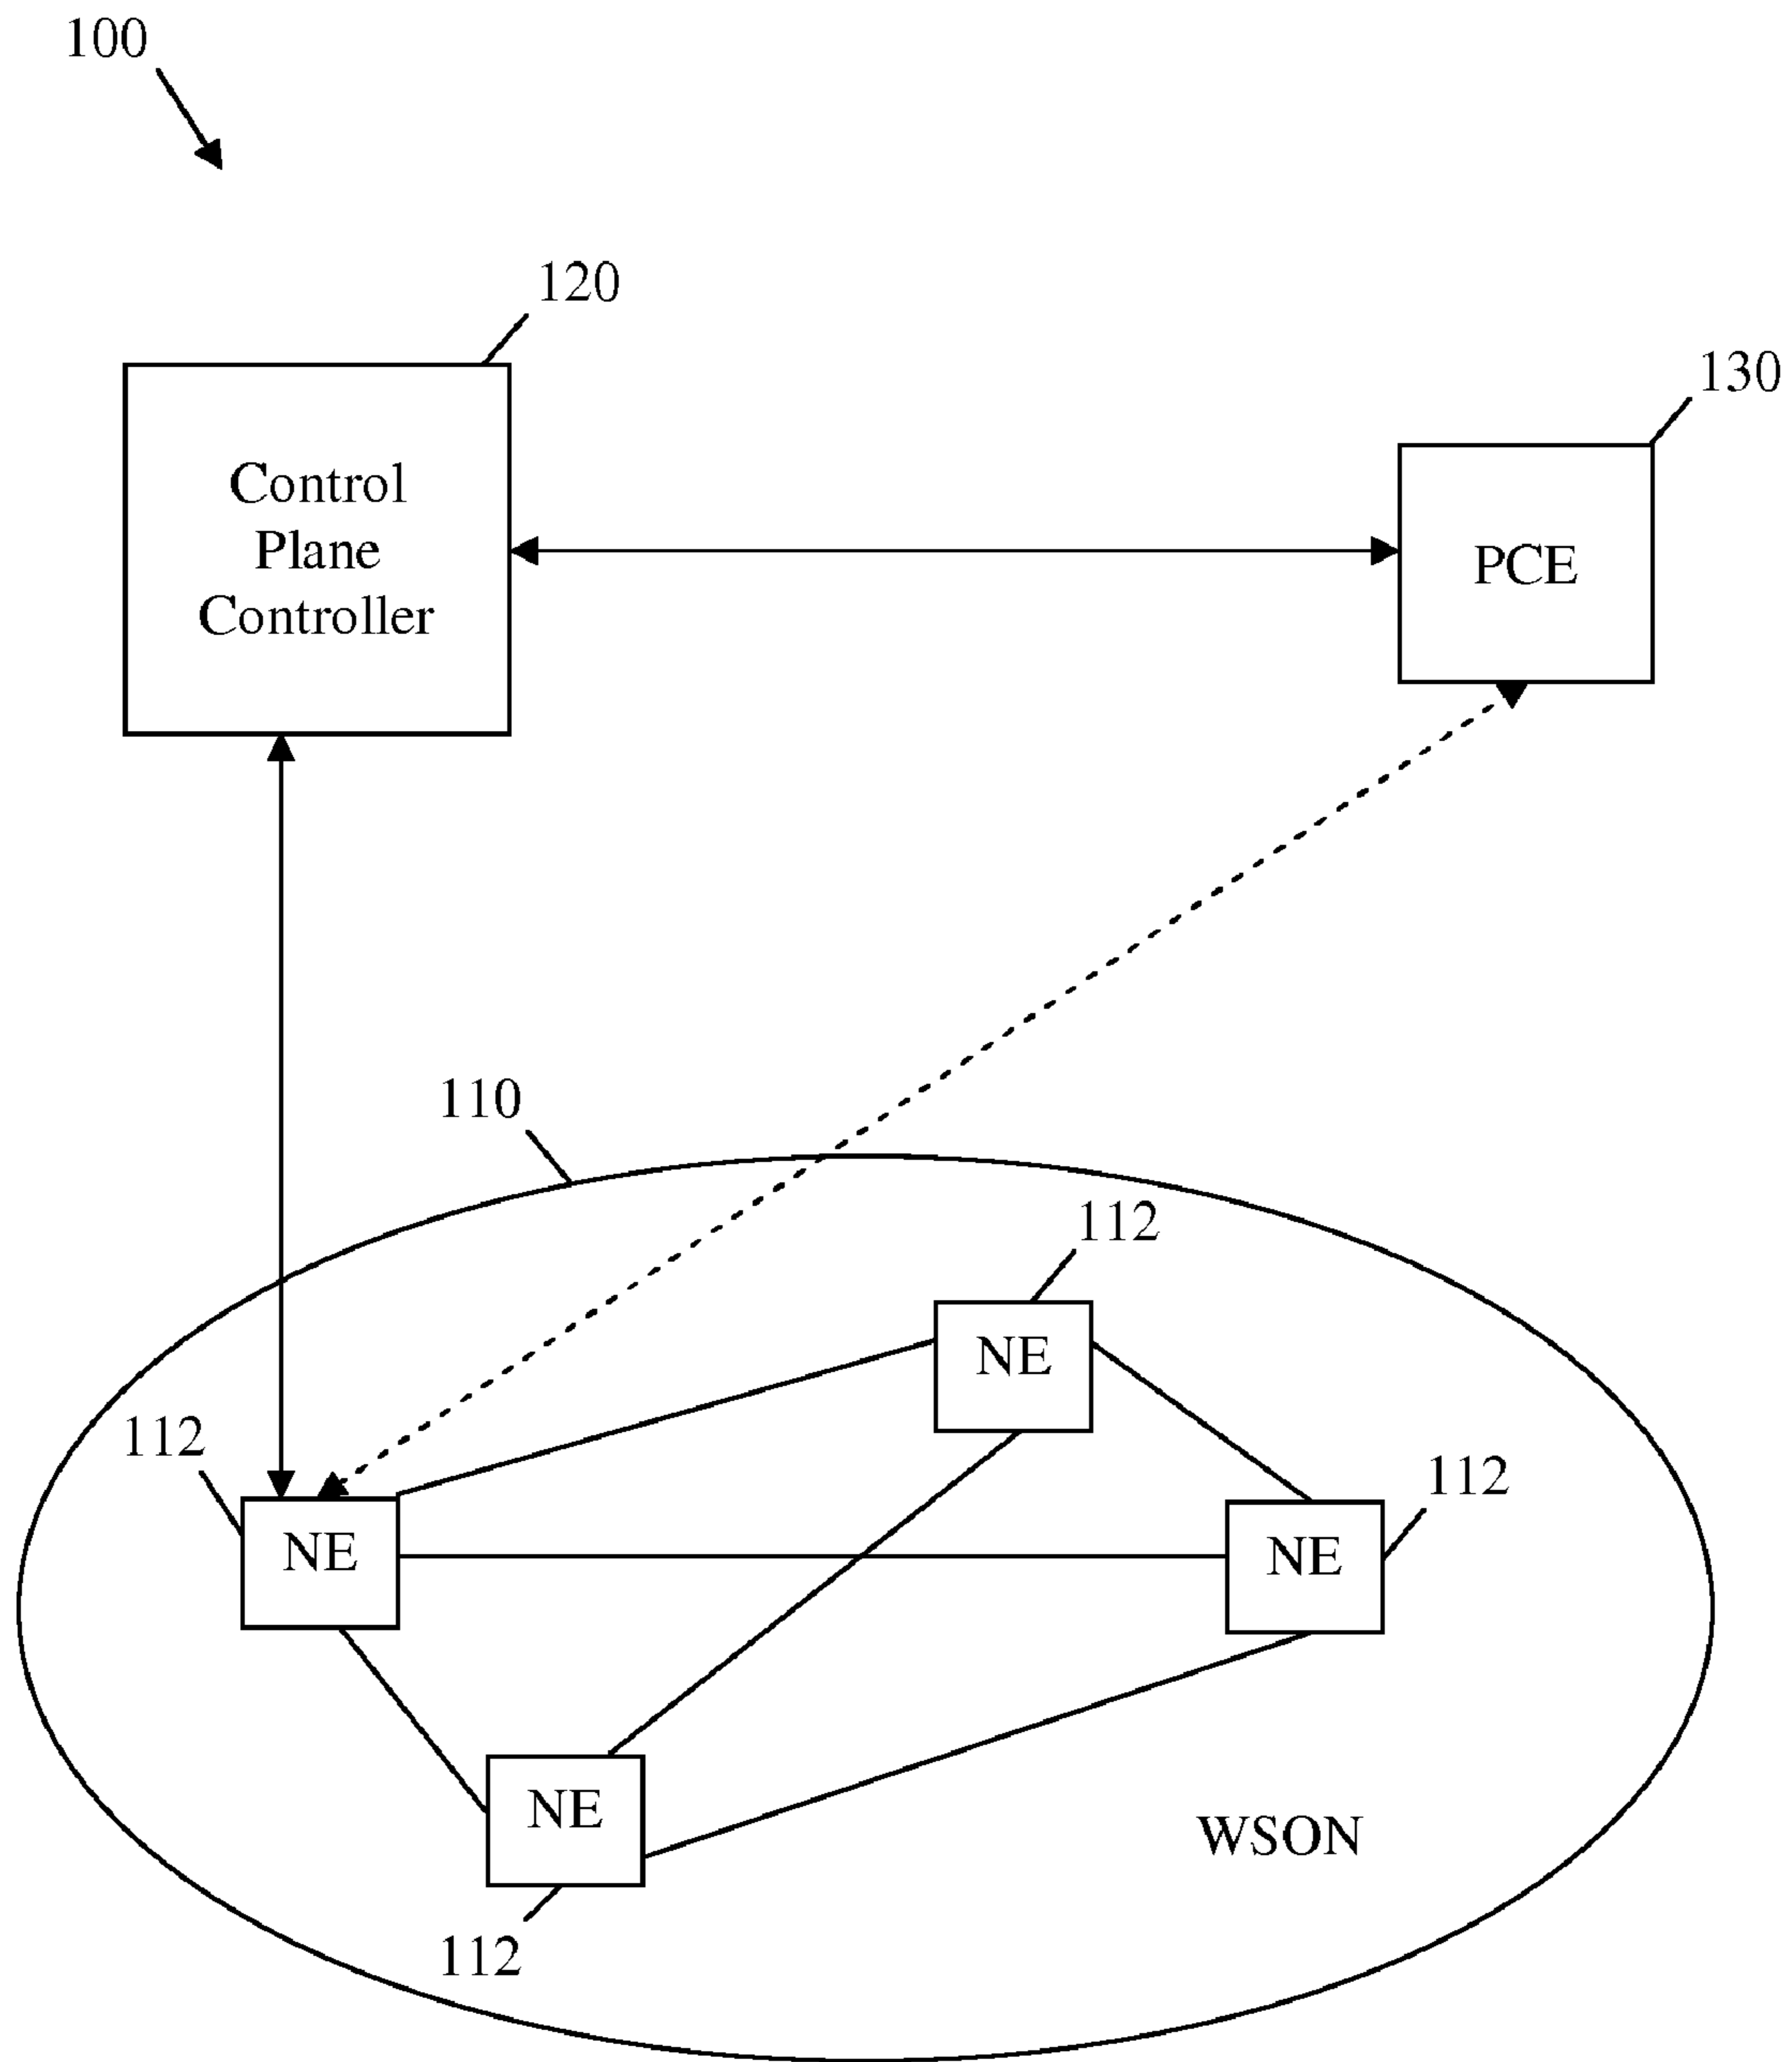 100
120
130
Control
Plane
Controller
PCE
110
112
NE
112
NE
112
NE
NE
112
WSON